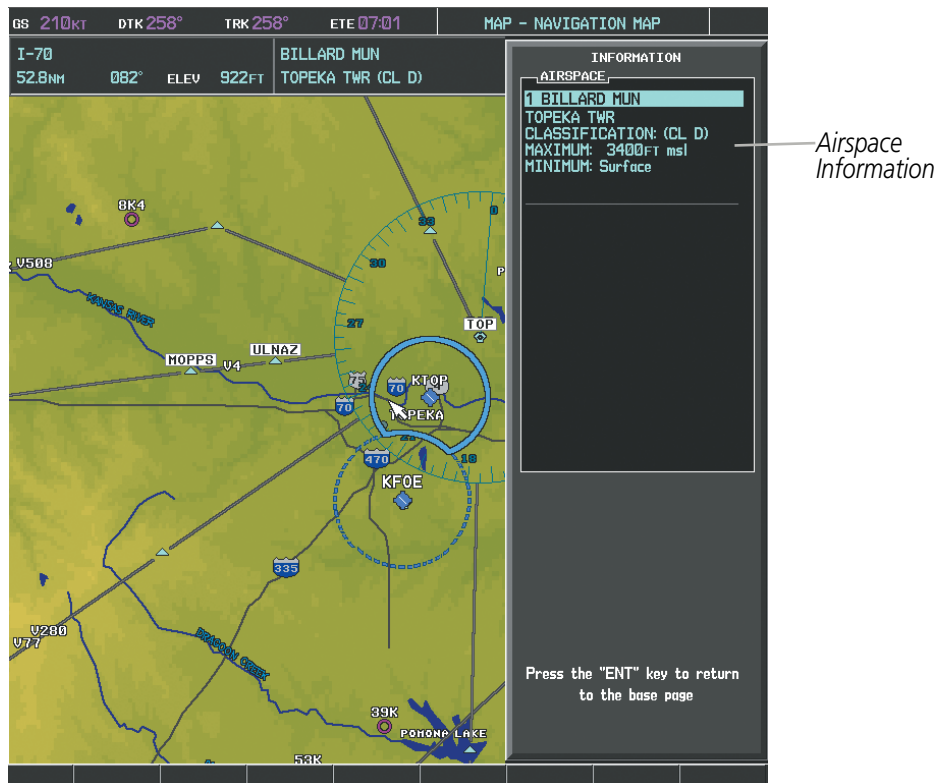 GS 210KT DTK 258° TRK 258° ETE 07:01 MAP - NAVIGATION MAP
I-70
52.8NM 082° ELEV 922FT
BILLARD MUN
TOPEKA TWR (CL D)
INFORMATION
AIRSPACE
1 BILLARD MUN
TOPEKA TWR
CLASSIFICATION: (CL D)
MAXIMUM: 3400FT msl
MINIMUM: Surface
Airspace
Information
8K4
33
0
V508
30
P
KANSAS RIVER
27
TOP
ULNAZ
MOPPS
V4
70
KTOP
70
TOPEKA
21
18
470
KFOE
335
V280
V77
DRAGOON CREEK
39K
POMONA LAKE
53K
Press the "ENT" key to return
to the base page